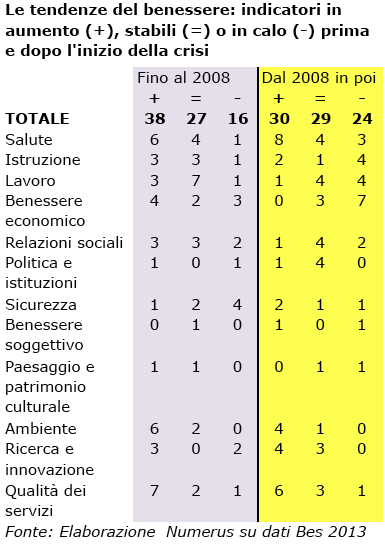 Le tendenze del benessere: indicatori in
aumento (+), stabili (=) o in calo (-) prima
e dopo l'inizio della crisi
Fino al 2008 Dal 2008 in poi
+ = - + = -
TOTALE 38 27 16 30 29 24
Salute 6 4 1 8 4 3
Istruzione 3 3 1 2 1 4
Lavoro 3 7 1 1 4 4
Benessere 4 2 3 0 3 7
economico
Relazioni sociali 3 3 2 1 4 2
Politica e 1 0 1 1 4 0
istituzioni
Sicurezza 1 2 4 2 1 1
Benessere 0 1 0 1 0 1
soggettivo
Paesaggio e 1 1 0 0 1 1
patrimonio
culturale
Ambiente 6 2 0 4 1 0
Ricerca e 3 0 2 4 3 0
innovazione
Qualità dei 7 2 1 6 3 1
servizi
Fonte: Elaborazione Numerus su dati Bes 2013